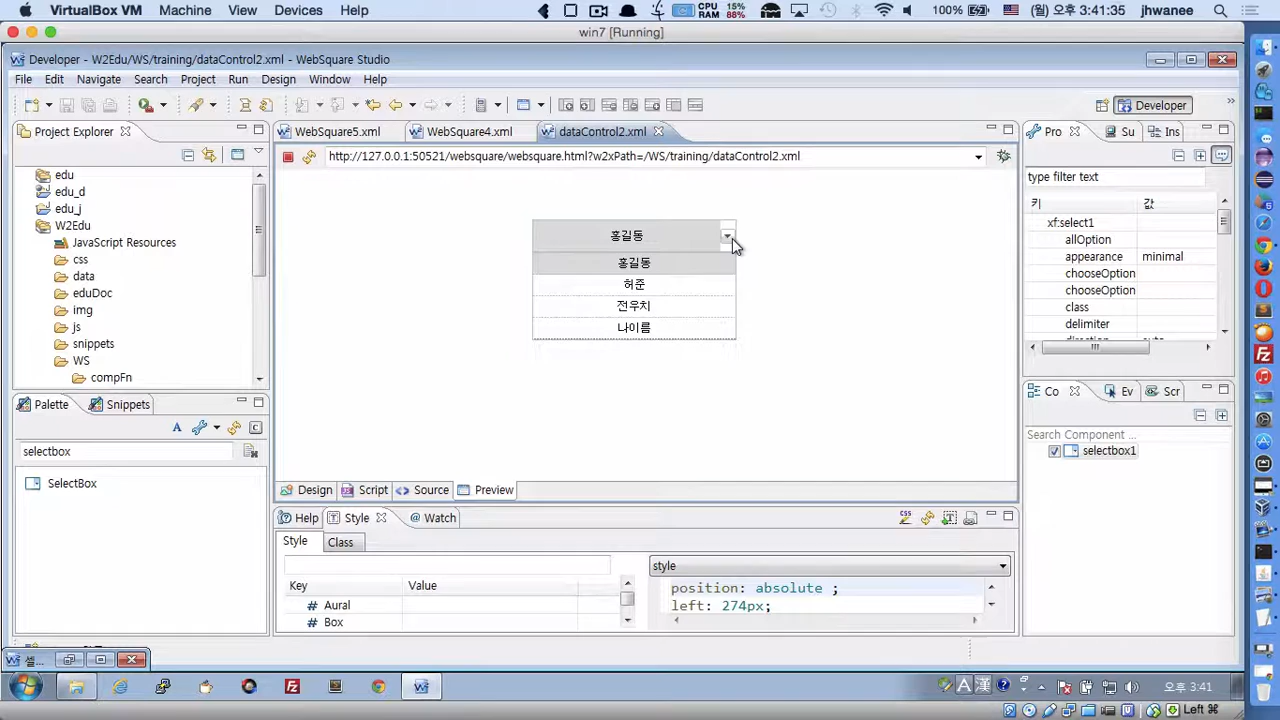 VirtualBox VM Machine View Devices Help CPU 15% RAM 88% 100% (월) 오후 3:41:35 jhwanee
win7 [Running]
Developer - W2Edu/WS/training/dataControl2.xml - WebSquare Studio
File Edit Navigate Search Project Run Design Window Help
Developer
Project Explorer
WebSquare5.xml WebSquare4.xml dataControl2.xml
Pro Su Ins
http://127.0.0.1:50521/websquare/websquare.html?w2xPath=/WS/training/dataControl2.xml
type filter text
edu
edu_d
edu_j
W2Edu
JavaScript Resources
css
data
eduDoc
img
js
snippets
WS
compFn
홍길동
홍길동
허준
전우치
나이롱
키 값
xf:select1
allOption
appearance minimal
chooseOption
chooseOption
class
delimiter
Palette Snippets
selectbox
SelectBox
Design Script Source Preview
Co Ev Scr
Search Component ...
selectbox1
Help Style Watch
Style Class
style
Key Value
# Aural
# Box
position: absolute ;
left: 274px;
셀...
A 漢
오후 3:41
Left ⌘